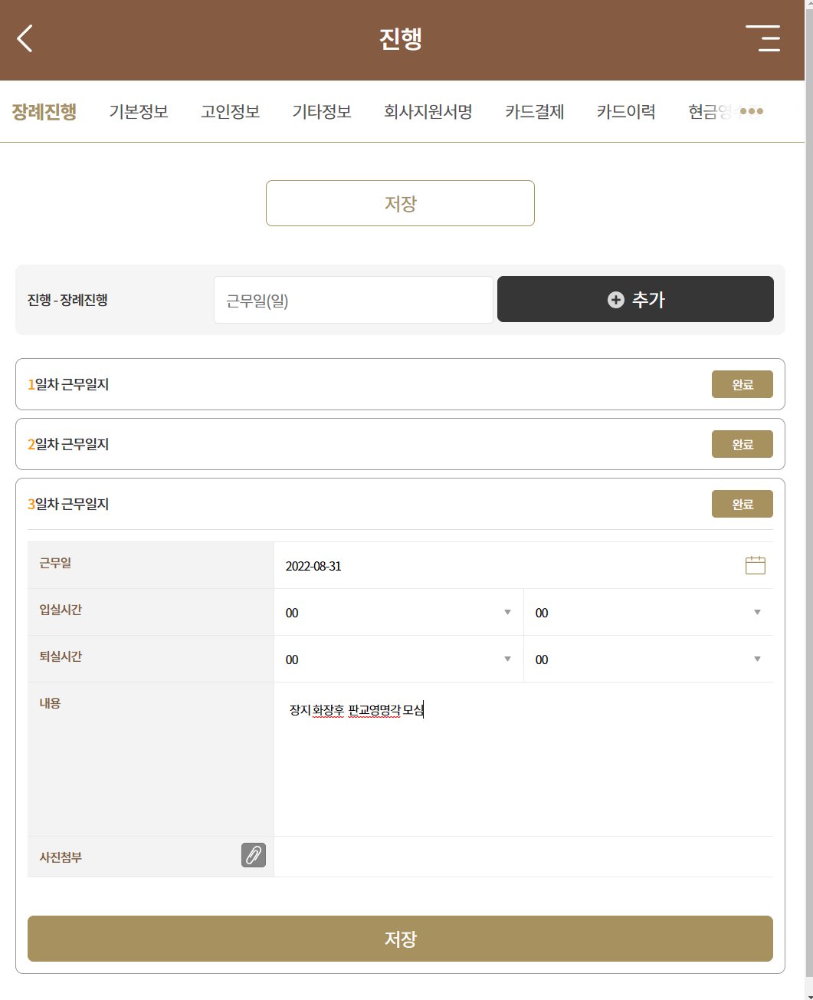 진행
장례진행 기본정보 고인정보 기타정보 회사지원서명 카드결제 카드이력 현금영수증
저장
진행 - 장례진행 근무일(일) 추가
1일차 근무일지 완료
2일차 근무일지 완료
3일차 근무일지 완료
근무일 2022-08-31
입실시간 00 00
퇴실시간 00 00
내용 장지 화장후 판교영명각 모심
사진첨부
저장